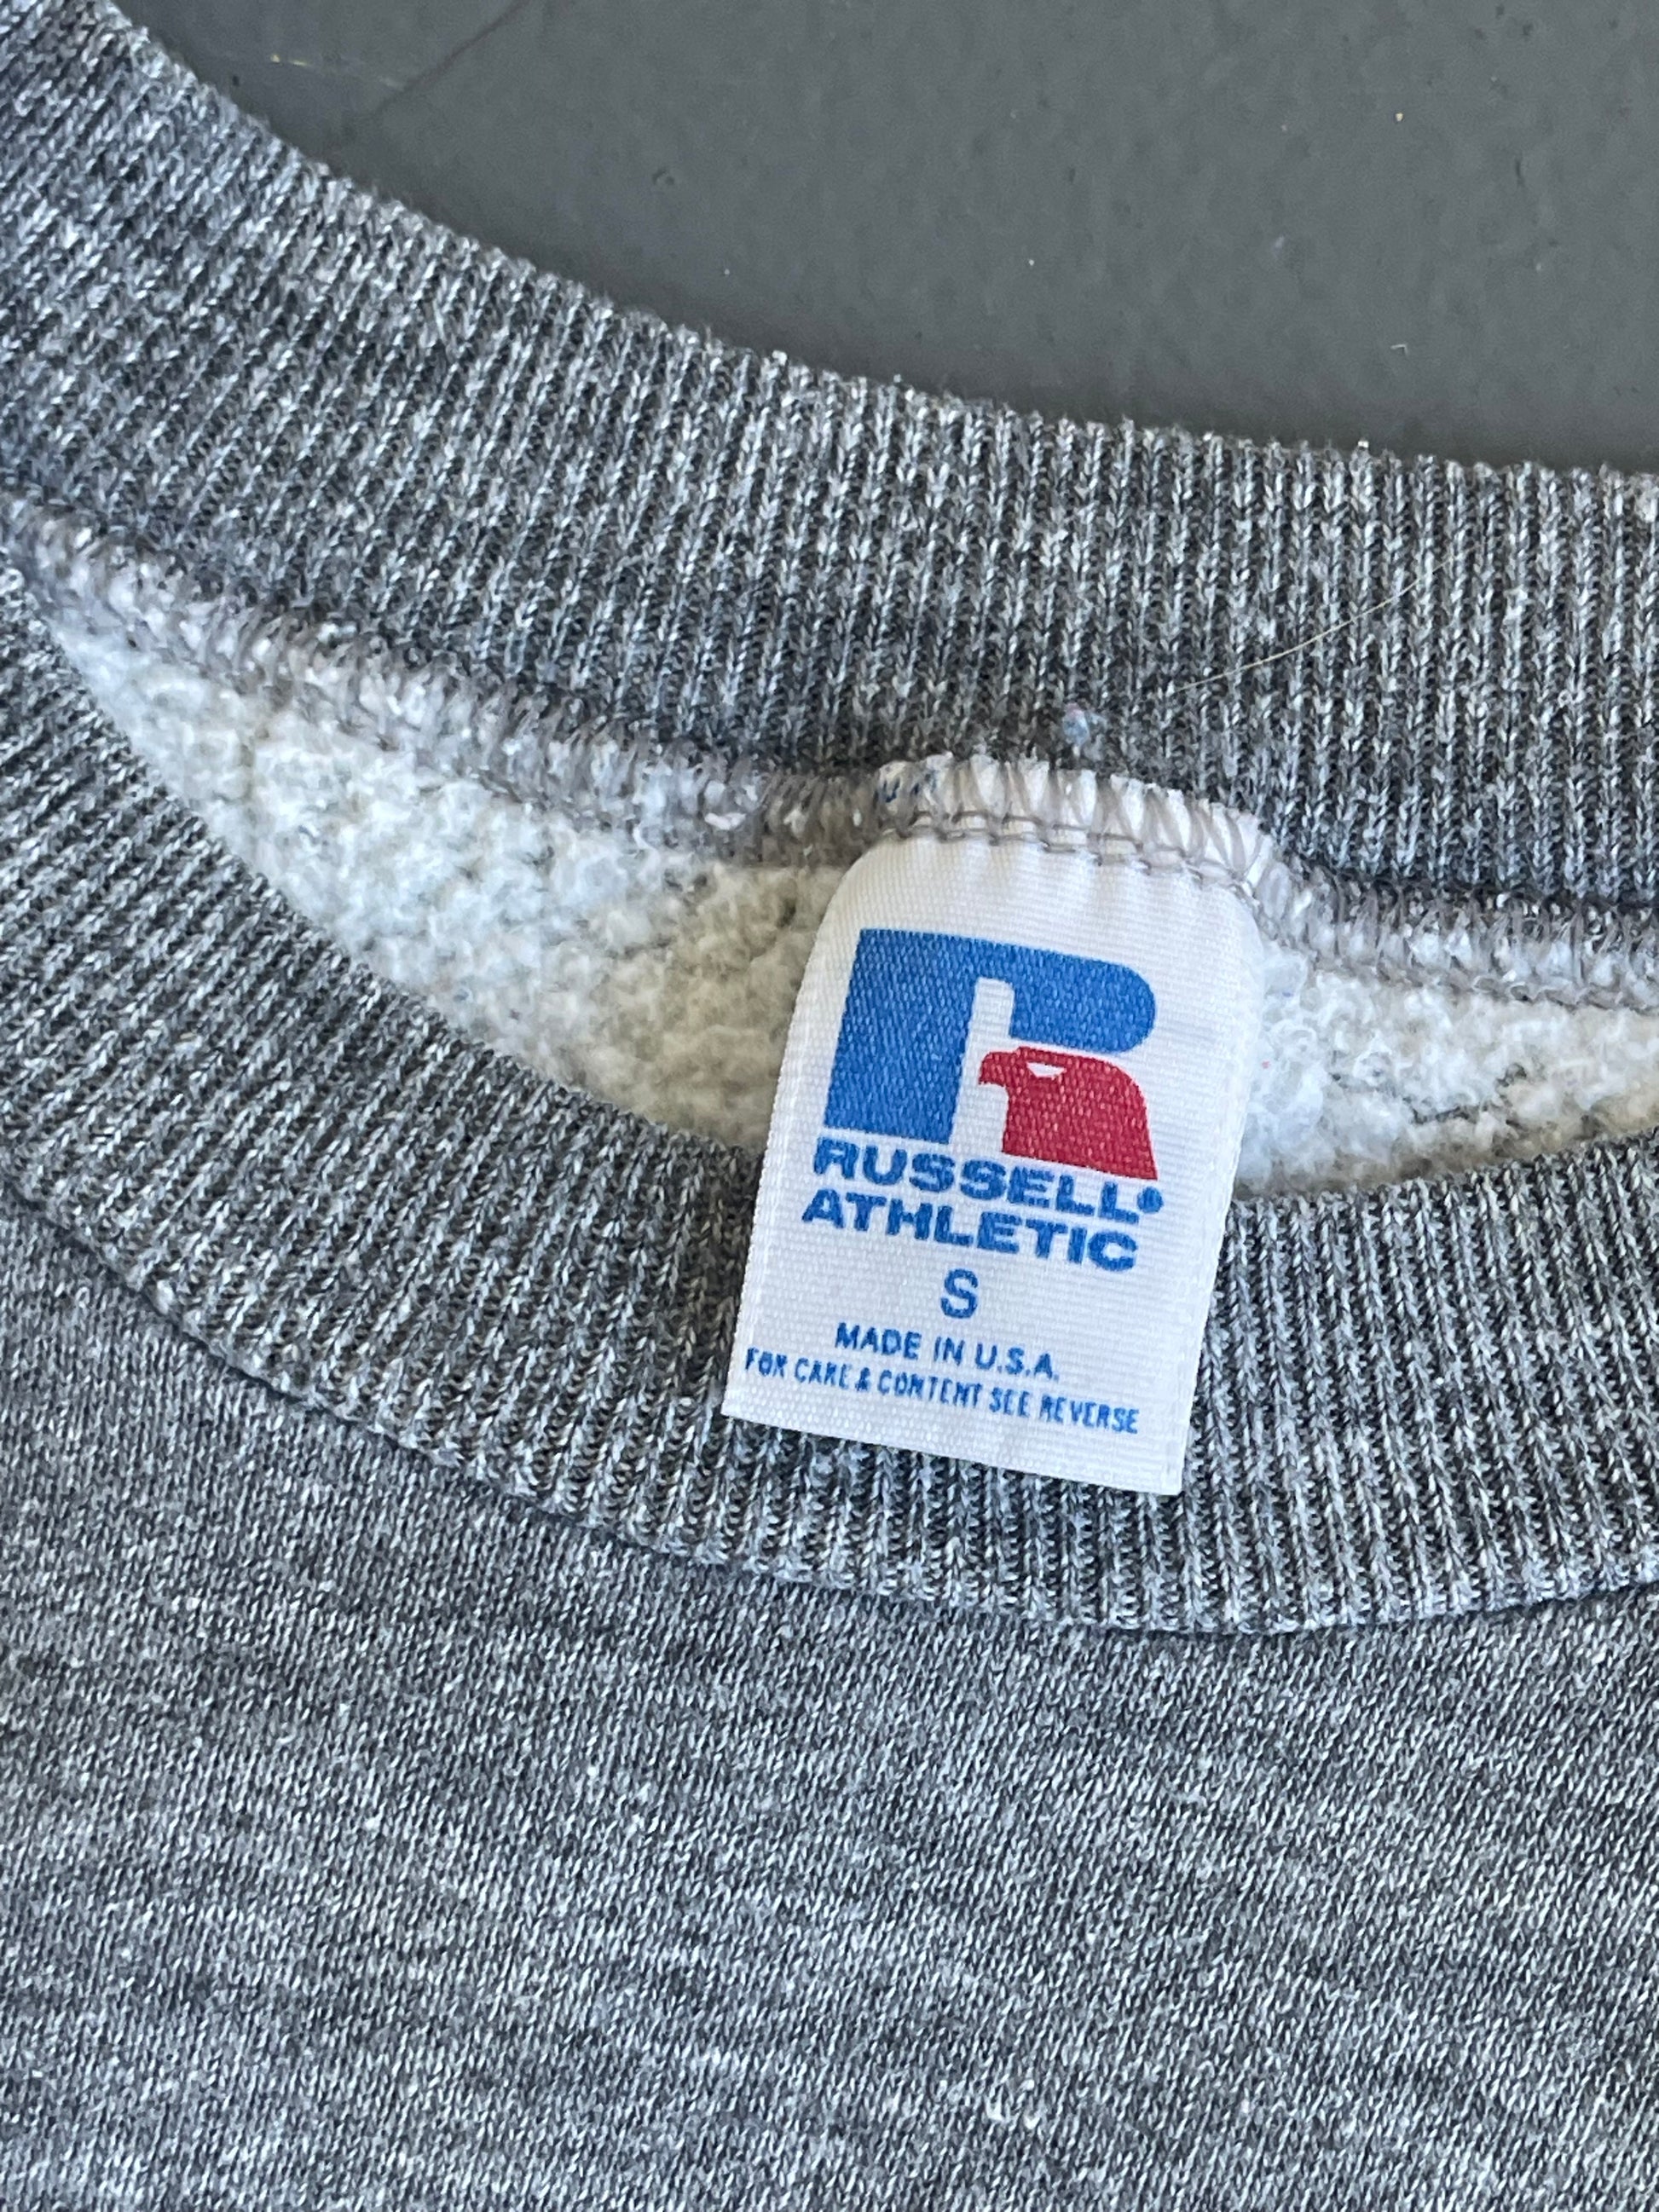 RUSSELL
ATHLETIC
S
MADE IN U.S.A.
FOR CARE & CONTENT SEE REVERSE